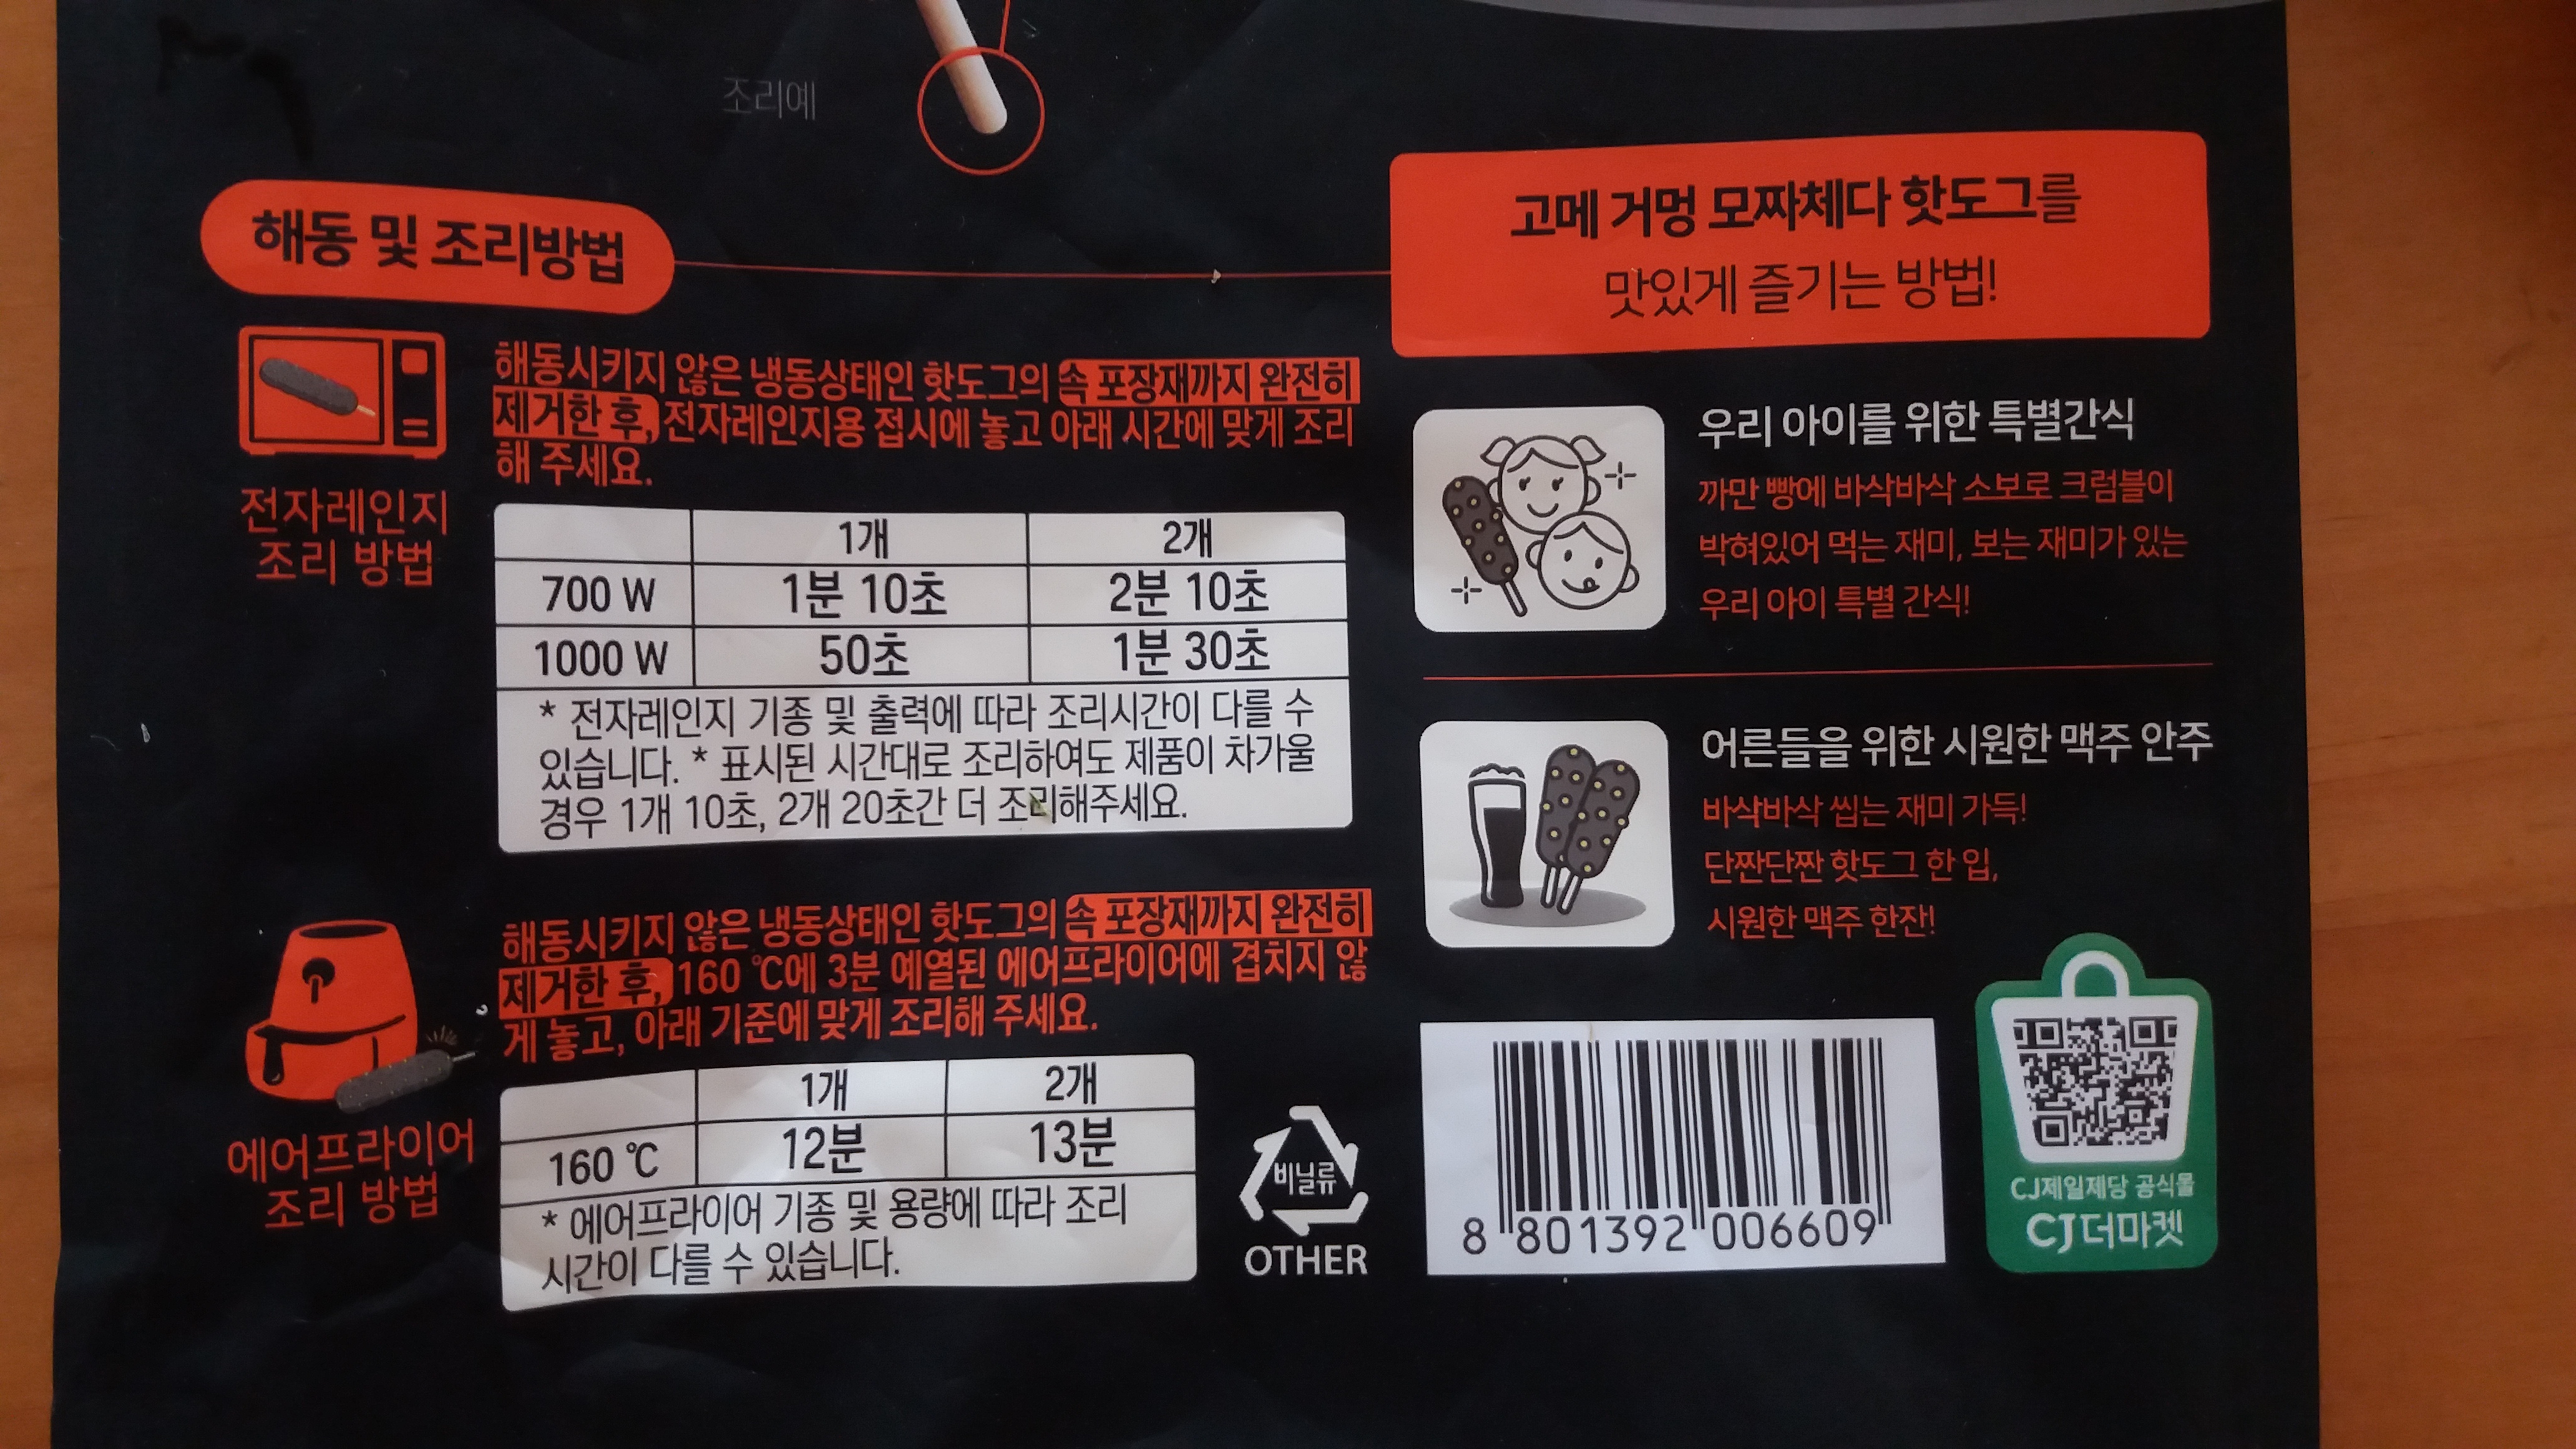 조리예
해동 및 조리방법
전자레인지
조리 방법
해동시키지 않은 냉동상태인 핫도그의 속 포장재까지 완전히
제거한 후, 전자레인지용 접시에 놓고 아래 시간에 맞게 조리
해 주세요.
1개 2개
700 W 1분 10초 2분 10초
1000 W 50초 1분 30초
* 전자레인지 기종 및 출력에 따라 조리시간이 다를 수
있습니다. * 표시된 시간대로 조리하여도 제품이 차가울
경우 1개 10초, 2개 20초간 더 조리해주세요.
에어프라이어
조리 방법
해동시키지 않은 냉동상태인 핫도그의 속 포장재까지 완전히
제거한 후, 160 ℃에 3분 예열된 에어프라이어에 겹치지 않
게 놓고, 아래 기준에 맞게 조리해 주세요.
1개 2개
160 ℃ 12분 13분
* 에어프라이어 기종 및 용량에 따라 조리
시간이 다를 수 있습니다.
비닐류
OTHER
고메 거멍 모짜체다 핫도그를
맛있게 즐기는 방법!
우리 아이를 위한 특별간식
까만 빵에 바삭바삭 소보로 크럼블이
박혀있어 먹는 재미, 보는 재미가 있는
우리 아이 특별 간식!
어른들을 위한 시원한 맥주 안주
바삭바삭 씹는 재미 가득!
단짠단짠 핫도그 한 입,
시원한 맥주 한잔!
8 801392 006609
CJ제일제당 공식몰
CJ더마켓